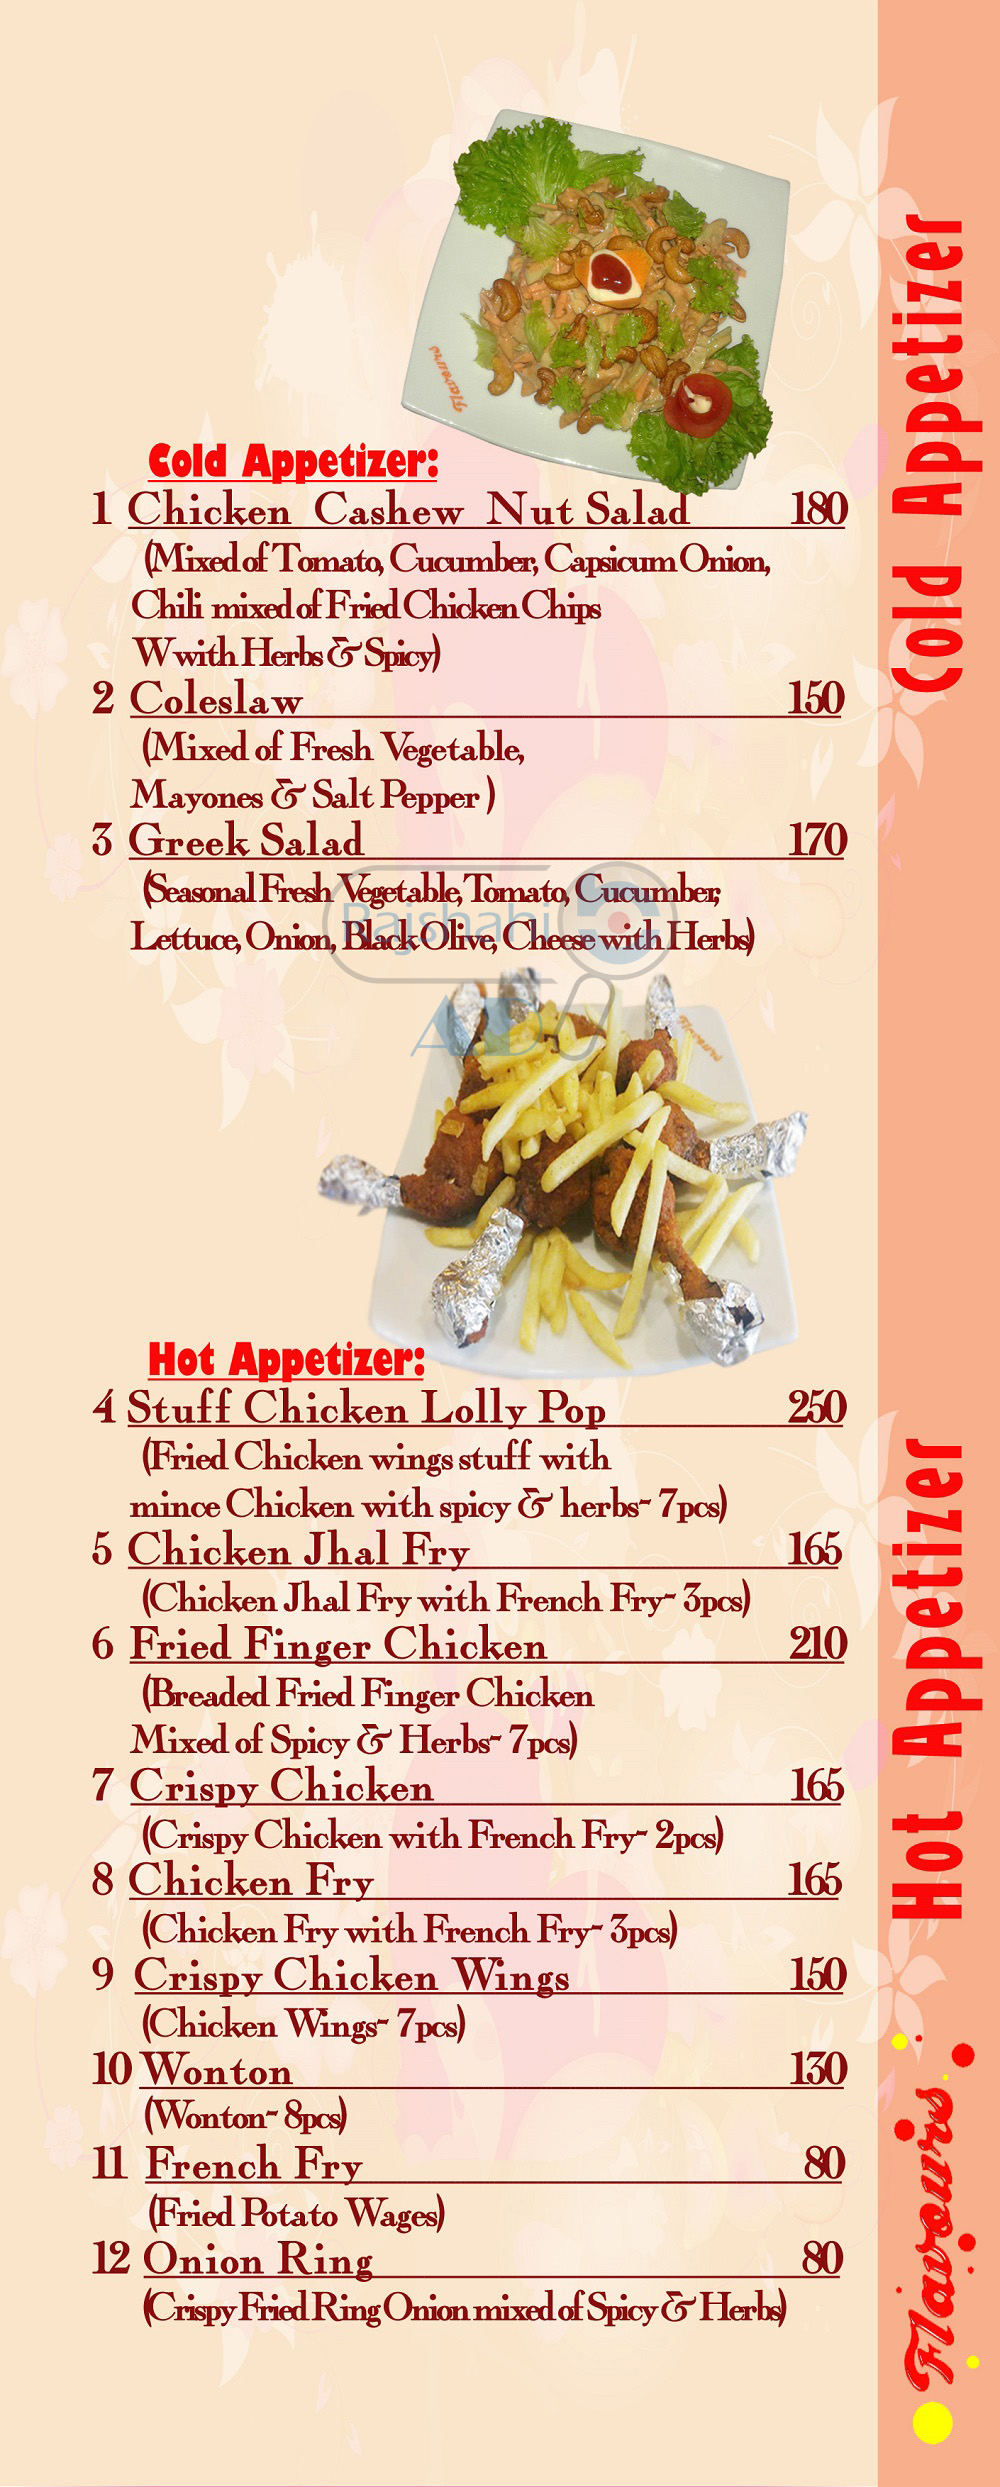 Cold Appetizer:
1 Chicken Cashew Nut Salad 180
(Mixed of Tomato, Cucumber, Capsicum Onion,
Chili mixed of Fried Chicken Chips
W with Herbs & Spicy)
2 Coleslaw 150
(Mixed of Fresh Vegetable,
Mayones & Salt Pepper )
3 Greek Salad 170
(Seasonal Fresh Vegetable, Tomato, Cucumber,
Lettuce, Onion, Black Olive, Cheese with Herbs)
Rajshahi
AD
Flavours
Flavours
Hot Appetizer:
4 Stuff Chicken Lolly Pop 250
(Fried Chicken wings stuff with
mince Chicken with spicy & herbs~ 7pcs)
5 Chicken Jhal Fry 165
(Chicken Jhal Fry with French Fry~ 3pcs)
6 Fried Finger Chicken 210
(Breaded Fried Finger Chicken
Mixed of Spicy & Herbs~ 7pcs)
7 Crispy Chicken 165
(Crispy Chicken with French Fry~ 2pcs)
8 Chicken Fry 165
(Chicken Fry with French Fry~ 3pcs)
9 Crispy Chicken Wings 150
(Chicken Wings~ 7pcs)
10 Wonton 130
(Wonton~ 8pcs)
11 French Fry 80
(Fried Potato Wages)
12 Onion Ring 80
(Crispy Fried Ring Onion mixed of Spicy & Herbs)
Cold Appetizer
Hot Appetizer
Flavours